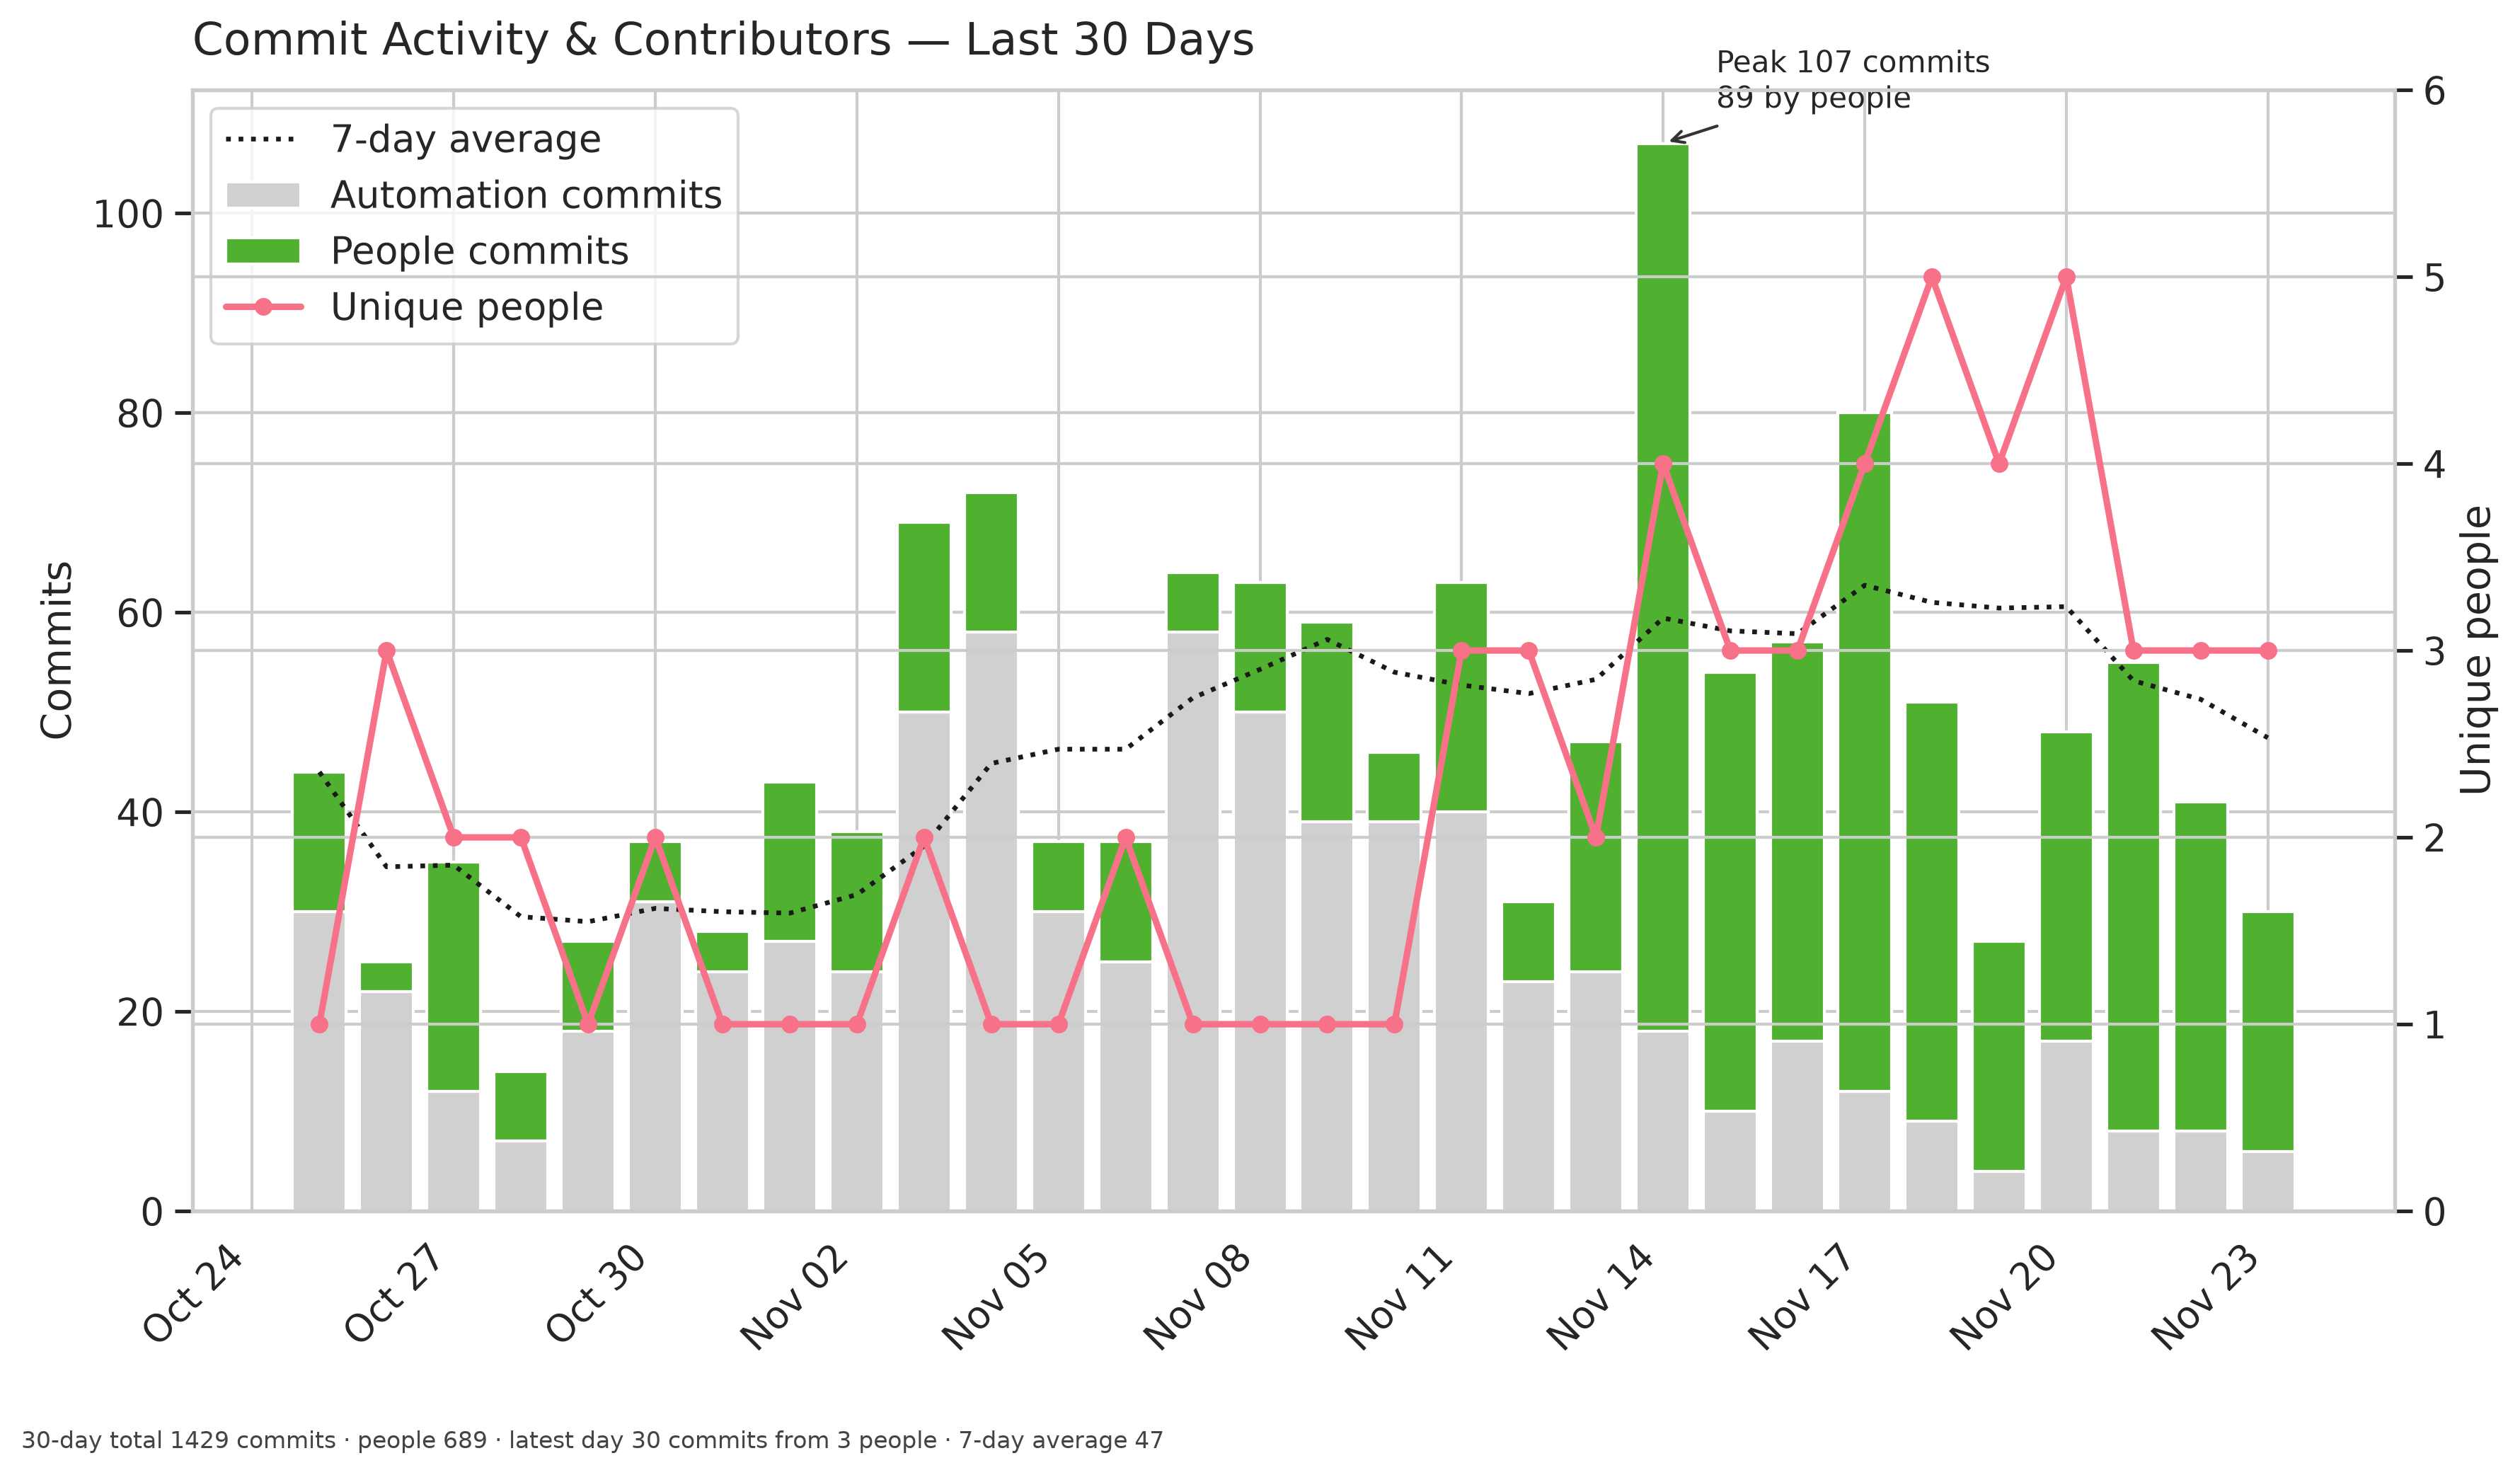 Commit Activity & Contributors — Last 30 Days
Peak 107 commits
89 by people
7-day average
Automation commits
People commits
Unique people
Commits
100
80
60
40
20
0
Unique people
6
5
4
3
2
1
0
Oct 24
Oct 27
Oct 30
Nov 02
Nov 05
Nov 08
Nov 11
Nov 14
Nov 17
Nov 20
Nov 23
30-day total 1429 commits · people 689 · latest day 30 commits from 3 people · 7-day average 47